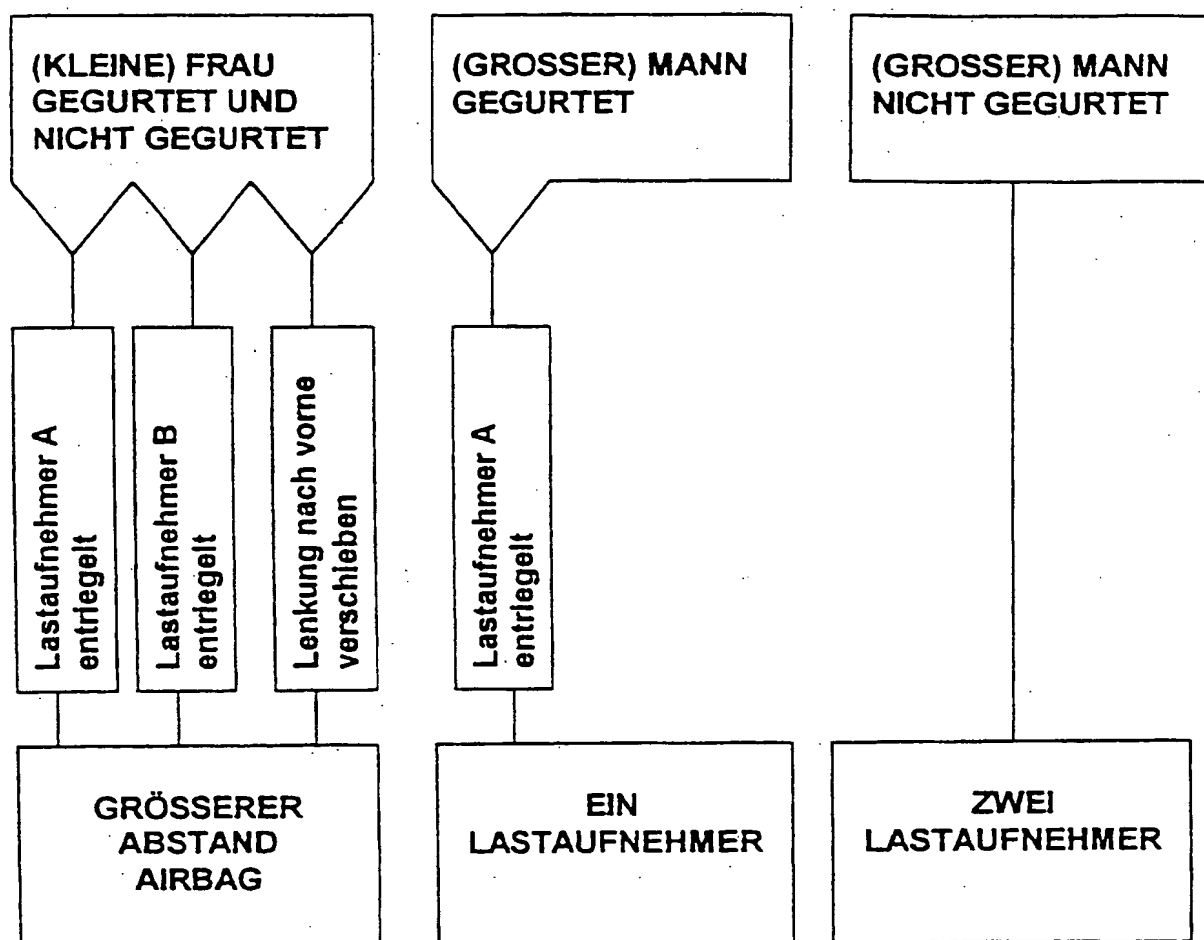 (KLEINE) FRAU
GEGURTET UND
NICHT GEGURTET
(GROSSER) MANN
GEGURTET
(GROSSER) MANN
NICHT GEGURTET
Lastaufnehmer A
entriegelt
Lastaufnehmer B
entriegelt
Lenkung nach vorne
verschieben
Lastaufnehmer A
entriegelt
GRÖSSERER
ABSTAND
AIRBAG
EIN
LASTAUFNEHMER
ZWEI
LASTAUFNEHMER